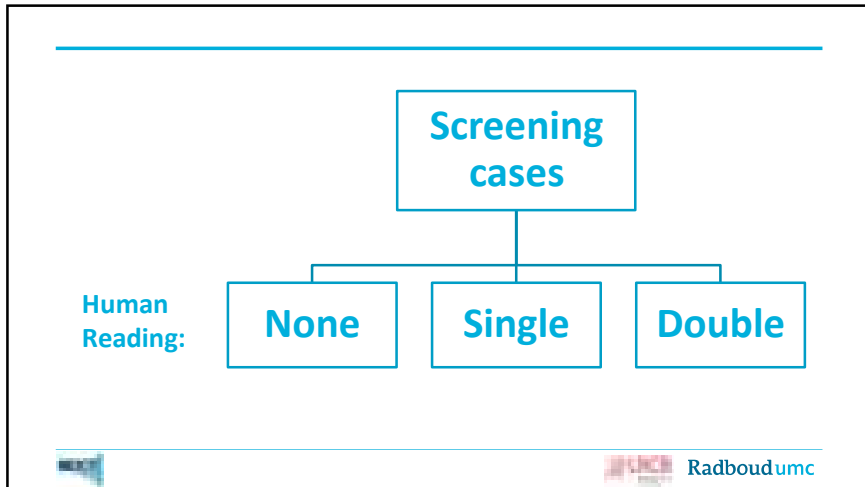 Screening
cases
Human
Reading:
None
Single
Double
Radboudumc